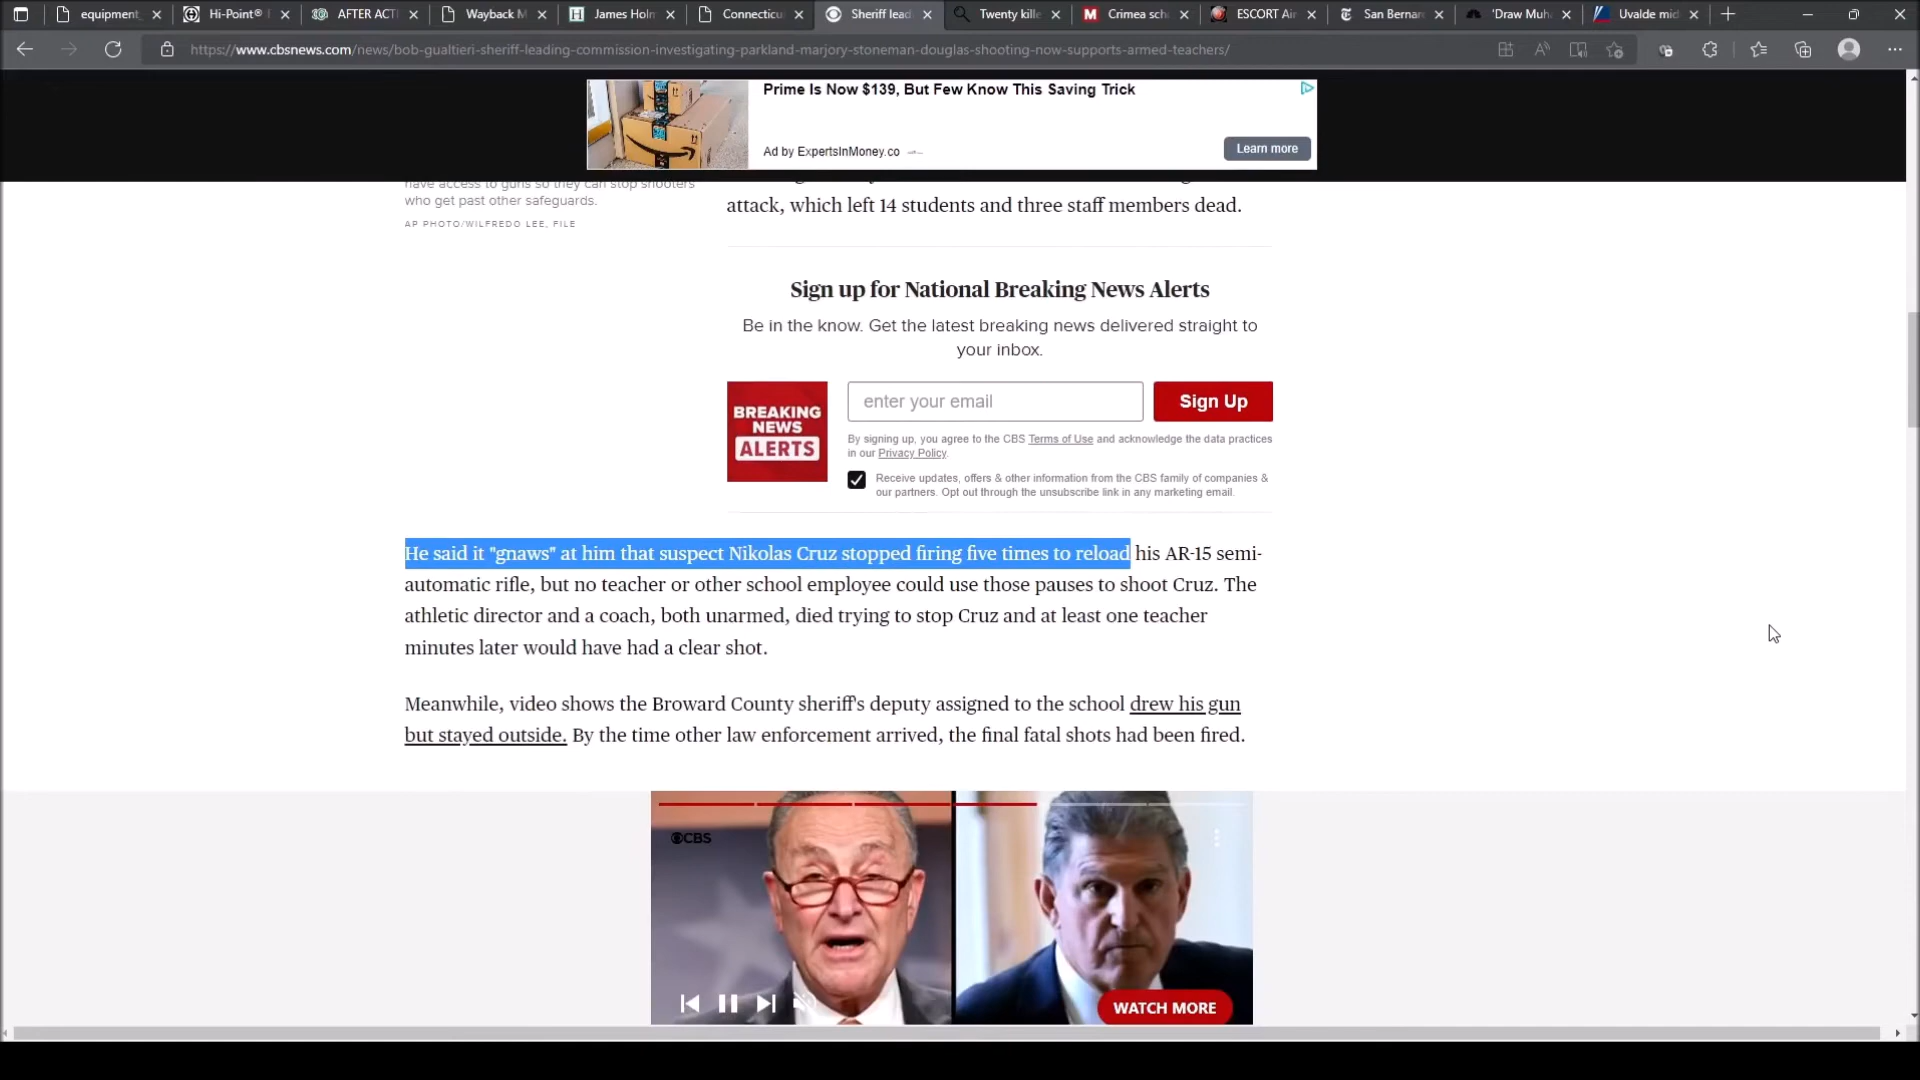 equipment_
Hi-Point®
AFTER ACTI
Wayback M
James Holm
Connecticu
Sheriff lead
Twenty kille
Crimea sch
ESCORT Air
San Bernar
'Draw Muh
Uvalde mid
https://www.cbsnews.com/news/bob-gualtieri-sheriff-leading-commission-investigating-parkland-marjory-stoneman-douglas-shooting-now-supports-armed-teachers/
Prime Is Now $139, But Few Know This Saving Trick
Ad by ExpertsInMoney.co
Learn more
have access to guns so they can stop shooters
who get past other safeguards.
AP PHOTO/WILFREDO LEE, FILE
attack, which left 14 students and three staff members dead.
Sign up for National Breaking News Alerts
Be in the know. Get the latest breaking news delivered straight to
your inbox.
BREAKING
NEWS
ALERTS
enter your email
Sign Up
By signing up, you agree to the CBS Terms of Use and acknowledge the data practices
in our Privacy Policy.
Receive updates, offers & other information from the CBS family of companies &
our partners. Opt out through the unsubscribe link in any marketing email.
He said it "gnaws" at him that suspect Nikolas Cruz stopped firing five times to reload his AR-15 semi-
automatic rifle, but no teacher or other school employee could use those pauses to shoot Cruz. The
athletic director and a coach, both unarmed, died trying to stop Cruz and at least one teacher
minutes later would have had a clear shot.
Meanwhile, video shows the Broward County sheriff's deputy assigned to the school drew his gun
but stayed outside. By the time other law enforcement arrived, the final fatal shots had been fired.
CBS
WATCH MORE